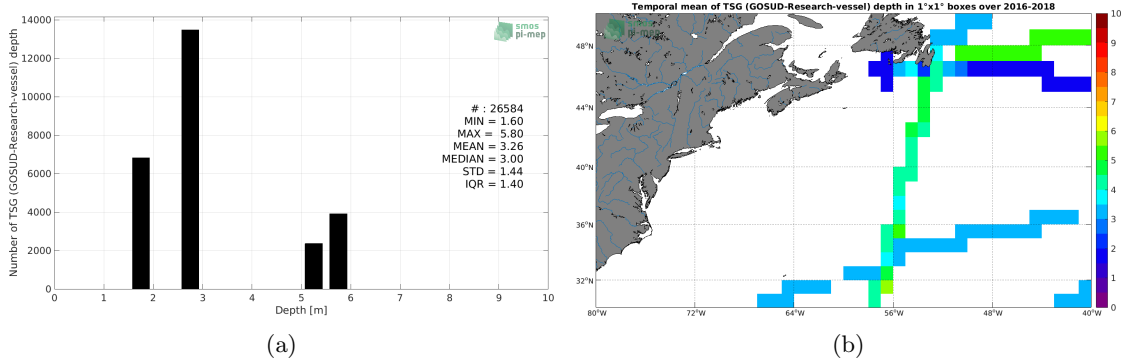 14000
12000
10000
8000
6000
4000
2000
0
Number of TSG (GOSUD-Research-vessel) depth
smos
pi-mep
# : 26584
MIN = 1.60
MAX = 5.80
MEAN = 3.26
MEDIAN = 3.00
STD = 1.44
IQR = 1.40
0 1 2 3 4 5 6 7 8 9 10
Depth [m]
(a)
Temporal mean of TSG (GOSUD-Research-vessel) depth in 1°x1° boxes over 2016-2018
smos
pi-mep
48°N
44°N
40°N
36°N
32°N
80°W 72°W 64°W 56°W 48°W 40°W
10
9
8
7
6
5
4
3
2
1
0
(b)